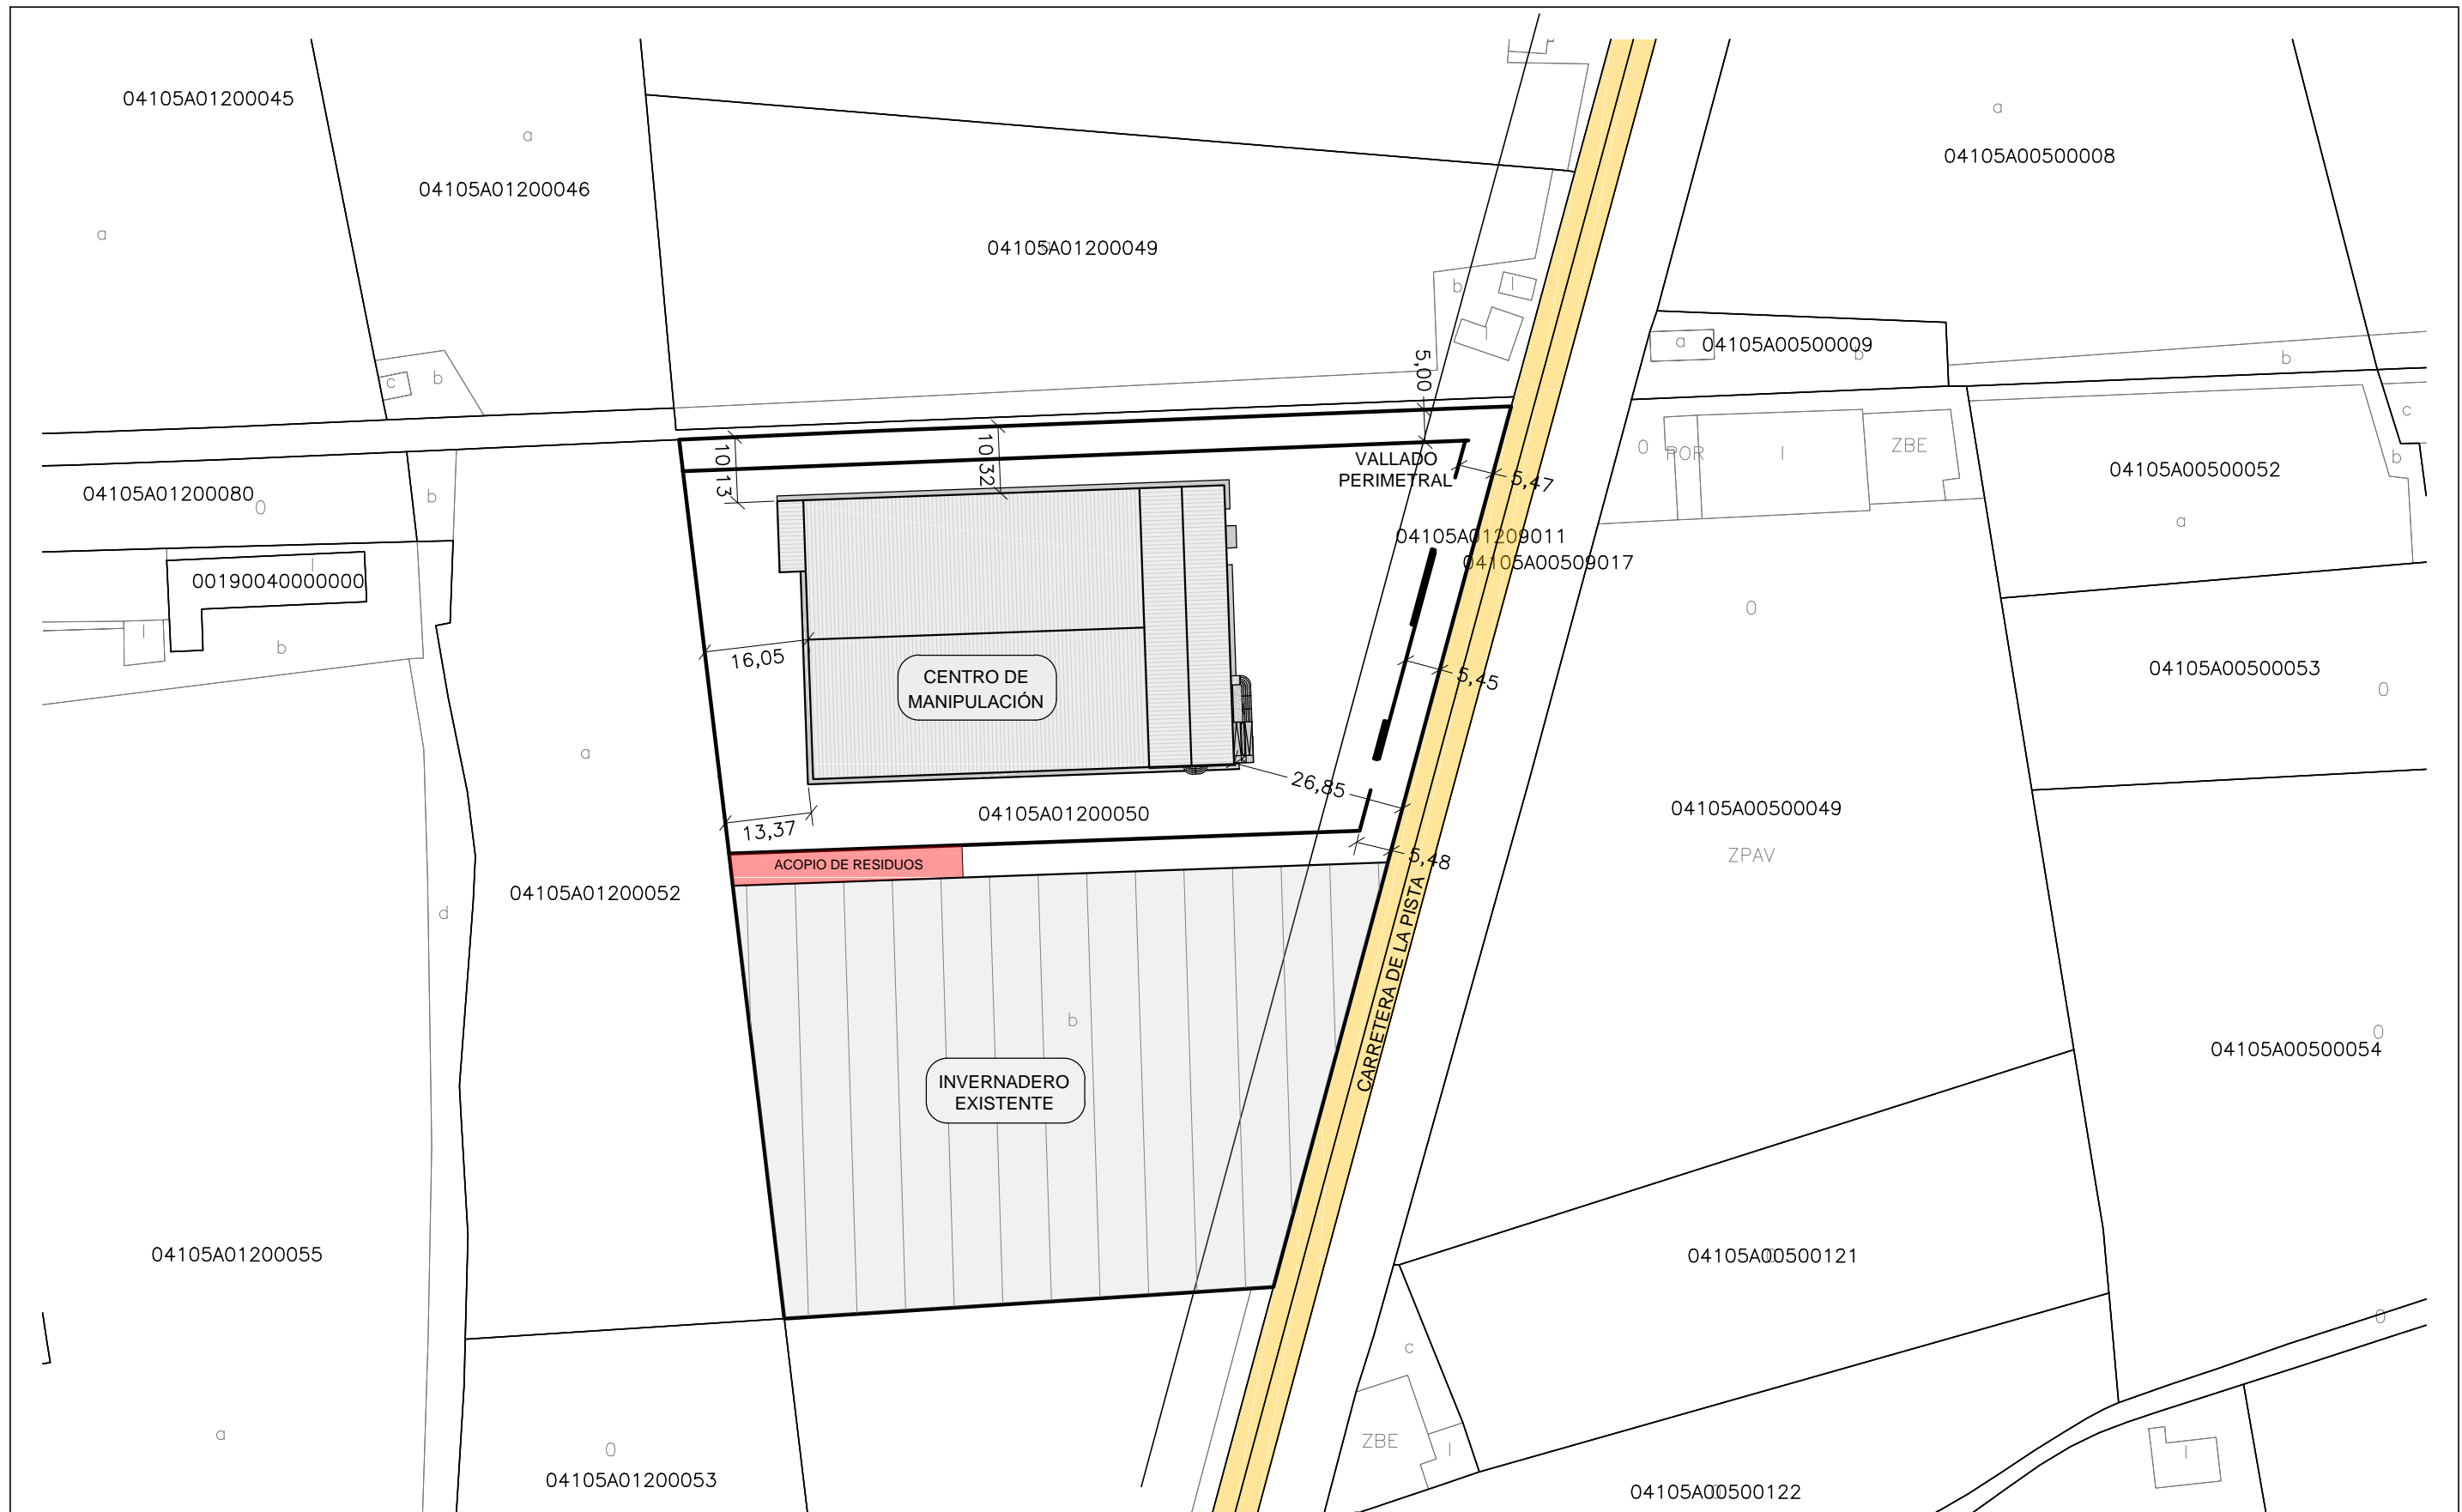 04105A01200045
a
04105A01200046
a
a
04105A01200049
a
04105A00500008
b
I
I
c
b
5,00
a
04105A00500009
b
b
c
b
10,13
10,32
VALLADO
PERIMETRAL
5,47
0
POR
I
ZBE
04105A00500052
a
04105A01200080
0
b
00190040000000
I
I
b
04105A01209011
04105A00509017
0
16,05
CENTRO DE
MANIPULACIÓN
5,45
04105A00500053
0
a
26,85
13,37
04105A01200050
04105A00500049
ZPAV
ACOPIO DE RESIDUOS
5,48
04105A01200052
d
CARRETERA DE LA PISTA
b
INVERNADERO
EXISTENTE
0
04105A00500054
04105A01200055
04105A00500121
0
c
a
0
04105A01200053
ZBE
I
I
04105A00500122